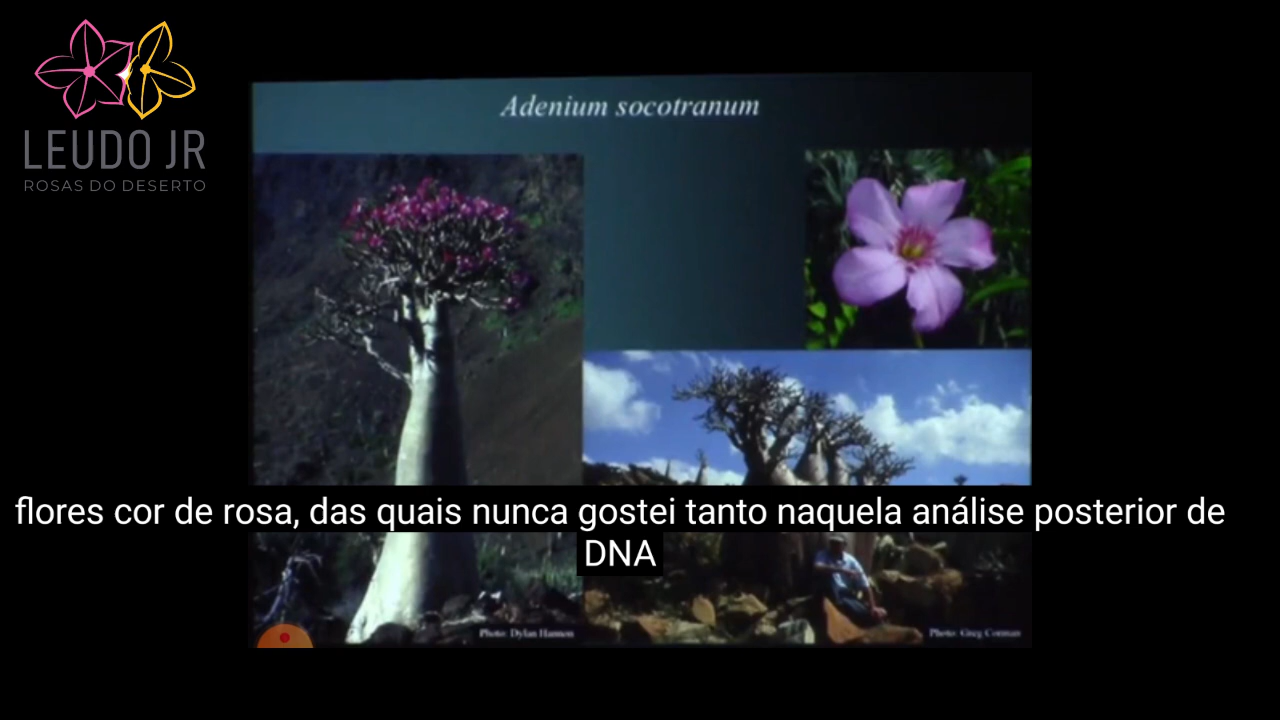 LEUDO JR
ROSAS DO DESERTO
Adenium socotranum
flores cor de rosa, das quais nunca gostei tanto naquela análise posterior de
DNA
Photo: Dylan Hannon
Photo: Greg Corman